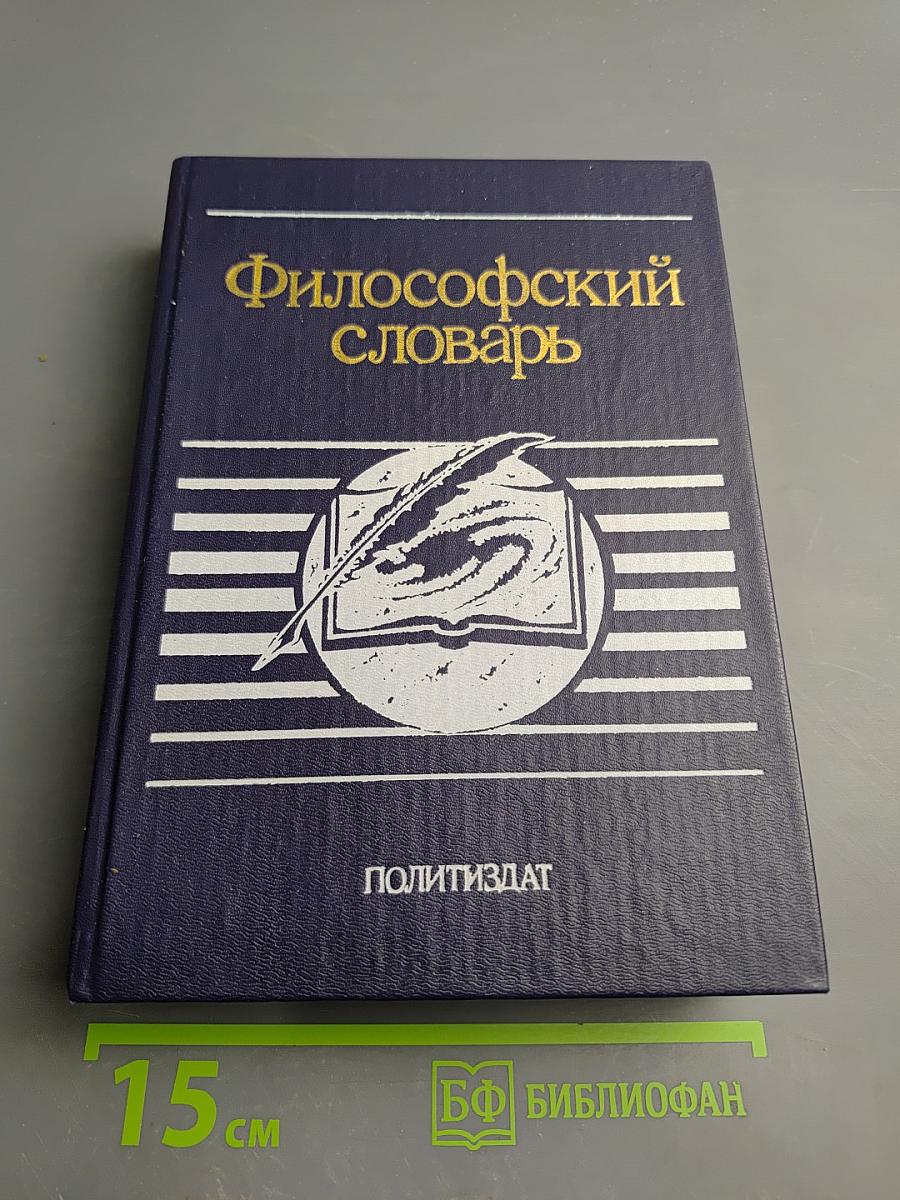 Философский
словарь
ПОЛИТИЗДАТ
15 см
БФ БИБЛИОФАН